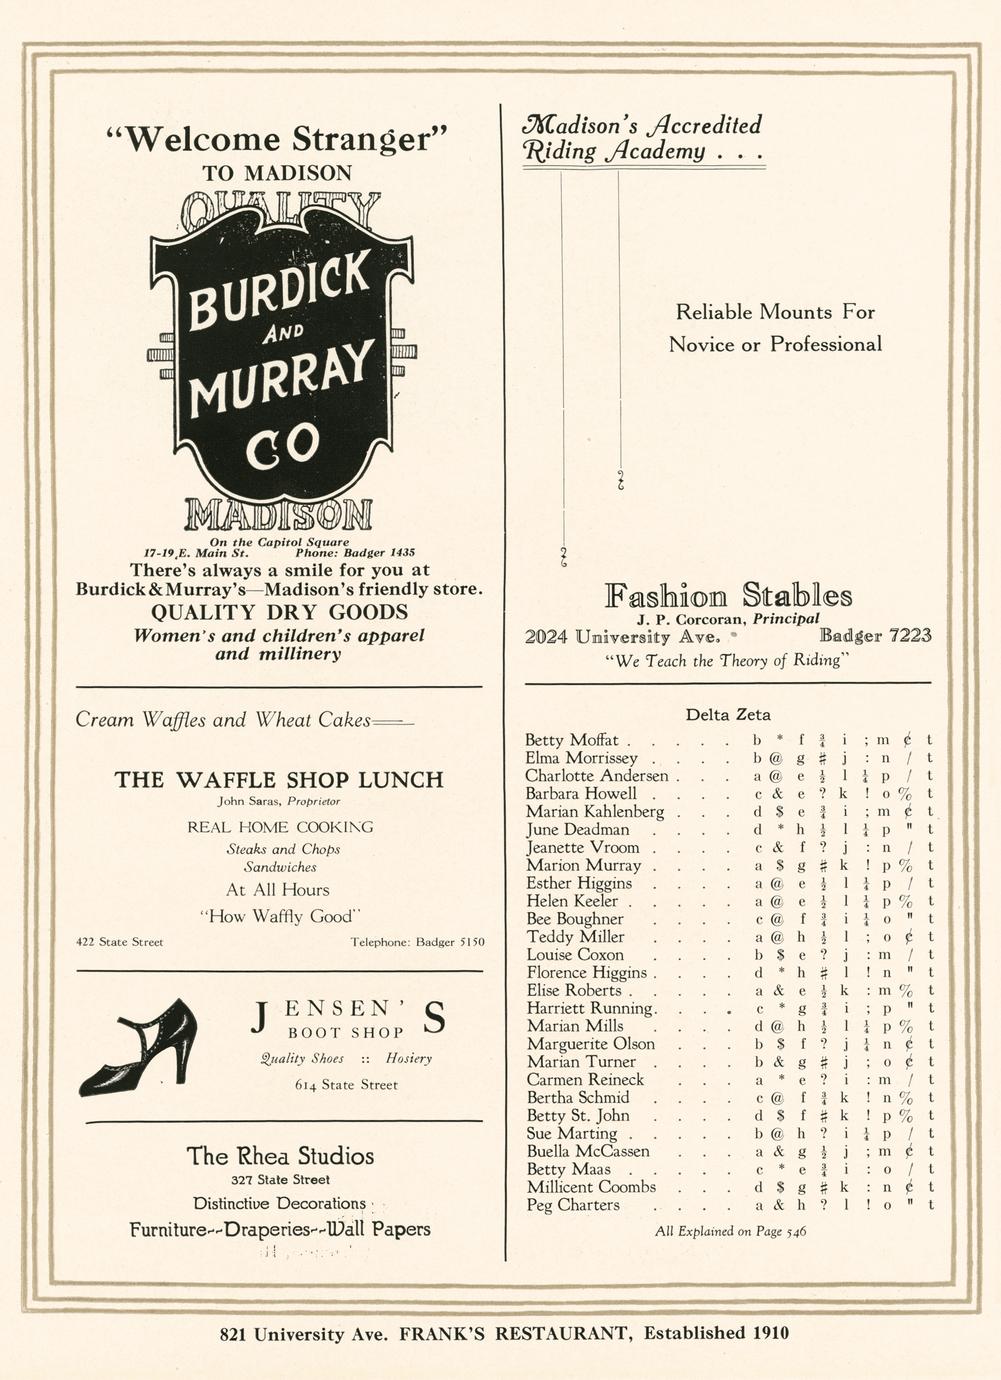 "Welcome Stranger"
TO MADISON
QUALITY
BURDICK
AND
MURRAY
CO
MADISON
On the Capitol Square
17-19 E. Main St. Phone: Badger 1435
There's always a smile for you at
Burdick & Murray's—Madison's friendly store.
QUALITY DRY GOODS
Women's and children's apparel
and millinery
Cream Waffles and Wheat Cakes
THE WAFFLE SHOP LUNCH
John Saras, Proprietor
REAL HOME COOKING
Steaks and Chops
Sandwiches
At All Hours
"How Waffly Good"
422 State Street Telephone: Badger 5150
JENSEN'S
BOOT SHOP
Quality Shoes :: Hosiery
614 State Street
The Rhea Studios
327 State Street
Distinctive Decorations
Furniture--Draperies--Wall Papers
Madison's Accredited
Riding Academy . . .
Reliable Mounts For
Novice or Professional
Fashion Stables
J. P. Corcoran, Principal
2024 University Ave. Badger 7223
"We Teach the Theory of Riding"
Delta Zeta
Betty Moffat . . . . . b * f ¾ i ; m ¢ t
Elma Morrissey . . . . b @ g # j : n / t
Charlotte Andersen . . . a @ e ½ l ¼ p / t
Barbara Howell . . . . c & e ? k ! o % t
Marian Kahlenberg . . . d $ e ¾ i ; m ¢ t
June Deadman . . . . d * h ½ l ¼ p " t
Jeanette Vroom . . . . c & f ? j : n / t
Marion Murray . . . . a $ g # k ! p % t
Esther Higgins . . . . a @ e ½ l ¼ p / t
Helen Keeler . . . . . a @ e ½ l ¼ p % t
Bee Boughner . . . . c @ f ¾ i ¼ o " t
Teddy Miller . . . . a @ h ½ l ; o ¢ t
Louise Coxon . . . . b $ e ? j : m / t
Florence Higgins . . . . d * h # l ! n " t
Elise Roberts . . . . . a & e ½ k : m % t
Harriett Running. . . . c * g ¾ i ; p " t
Marian Mills . . . . d @ h ½ l ¼ p % t
Marguerite Olson . . . b $ f ? j ¼ n ¢ t
Marian Turner . . . . b & g # j ; o ¢ t
Carmen Reineck . . . a * e ? i : m / t
Bertha Schmid . . . . c @ f ¾ k ! n % t
Betty St. John . . . . d $ f # k ! p % t
Sue Marting . . . . . b @ h ? i ¼ p / t
Buella McCassen . . . a & g ½ j ; m ¢ t
Betty Maas . . . . . c * e ¾ i : o / t
Millicent Coombs . . . d $ g # k : n ¢ t
Peg Charters . . . . a & h ? l ! o " t
All Explained on Page 546
821 University Ave. FRANK'S RESTAURANT, Established 1910